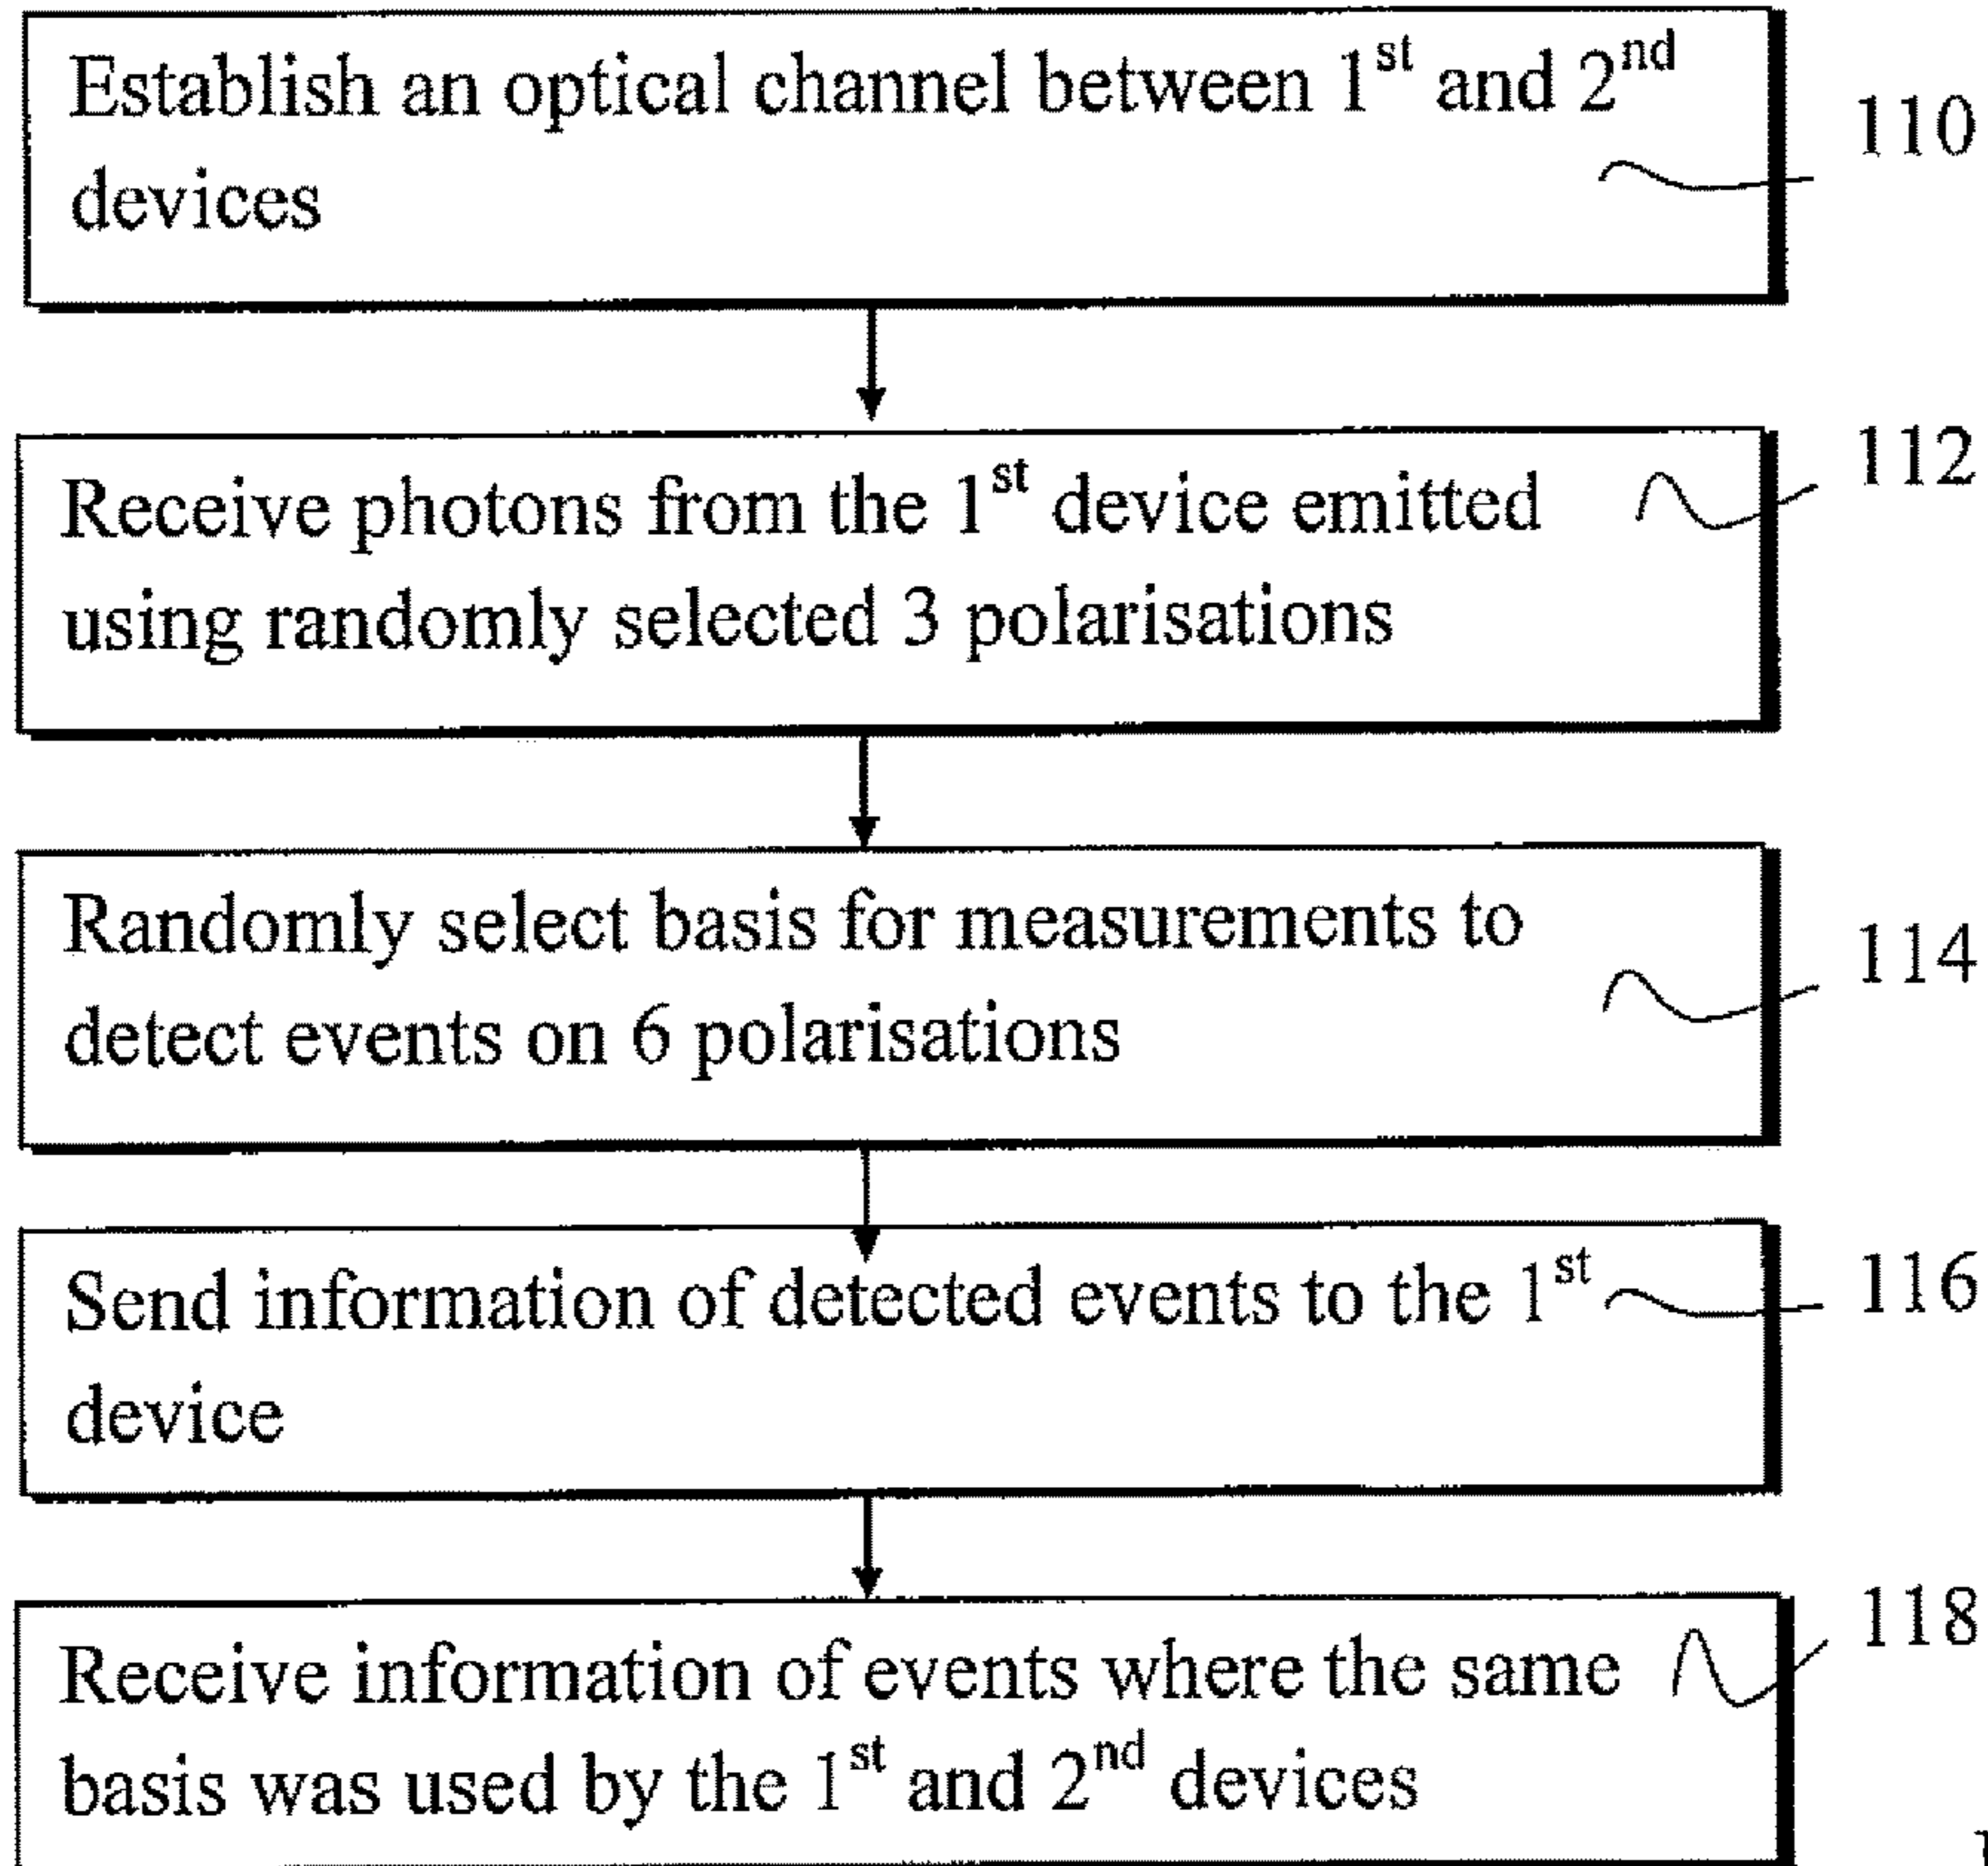 Establish an optical channel between 1st and 2nd
110
devices
Receive photons from the 1st device emitted
112
using randomly selected 3 polarisations
Randomly select basis for measurements to
114
detect events on 6 polarisations
Send information of detected events to the 1st
116
device
Receive information of events where the same
118
basis was used by the 1st and 2nd devices